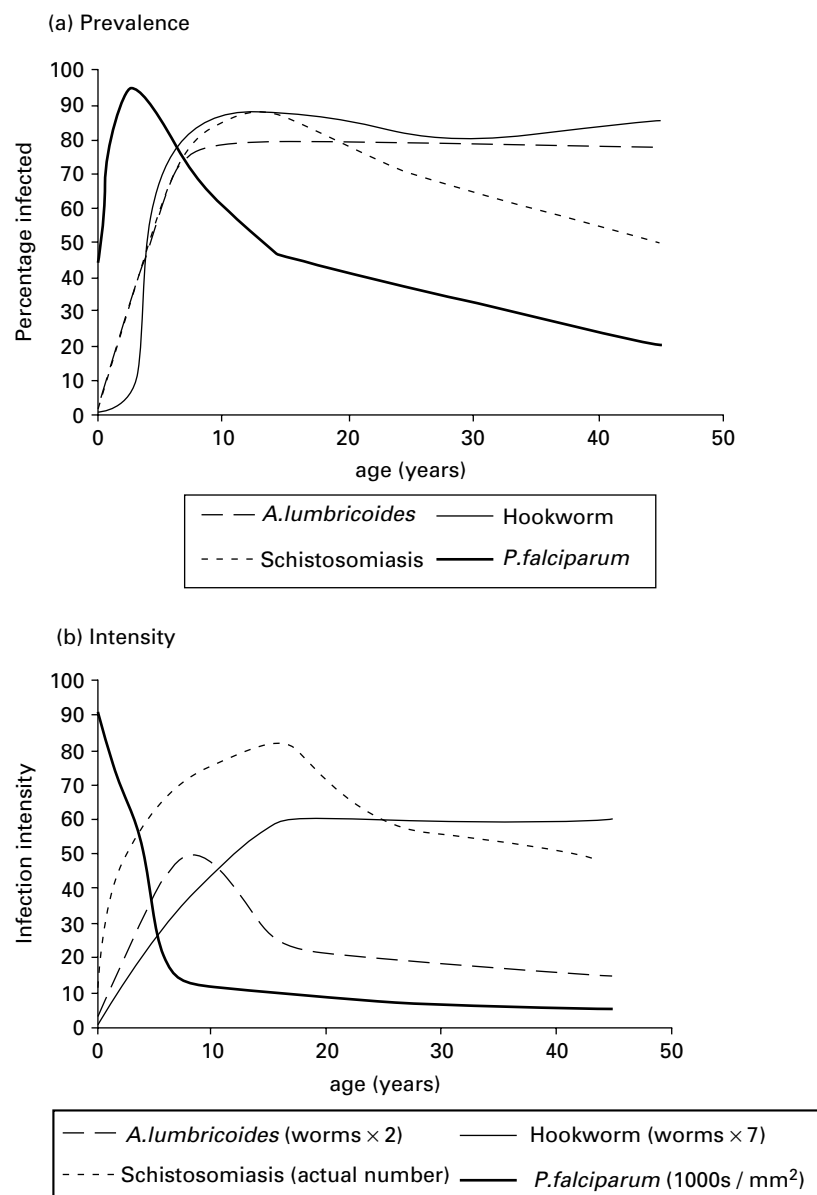 (a) Prevalence
100
90
80
70
60
50
40
30
20
10
0
Percentage infected
0 10 20 30 40 50
age (years)
A.lumbricoides Hookworm
Schistosomiasis P.falciparum
(b) Intensity
100
90
80
70
60
50
40
30
20
10
0
Infection intensity
0 10 20 30 40 50
age (years)
A.lumbricoides (worms × 2) Hookworm (worms × 7)
Schistosomiasis (actual number) P.falciparum (1000s / mm²)